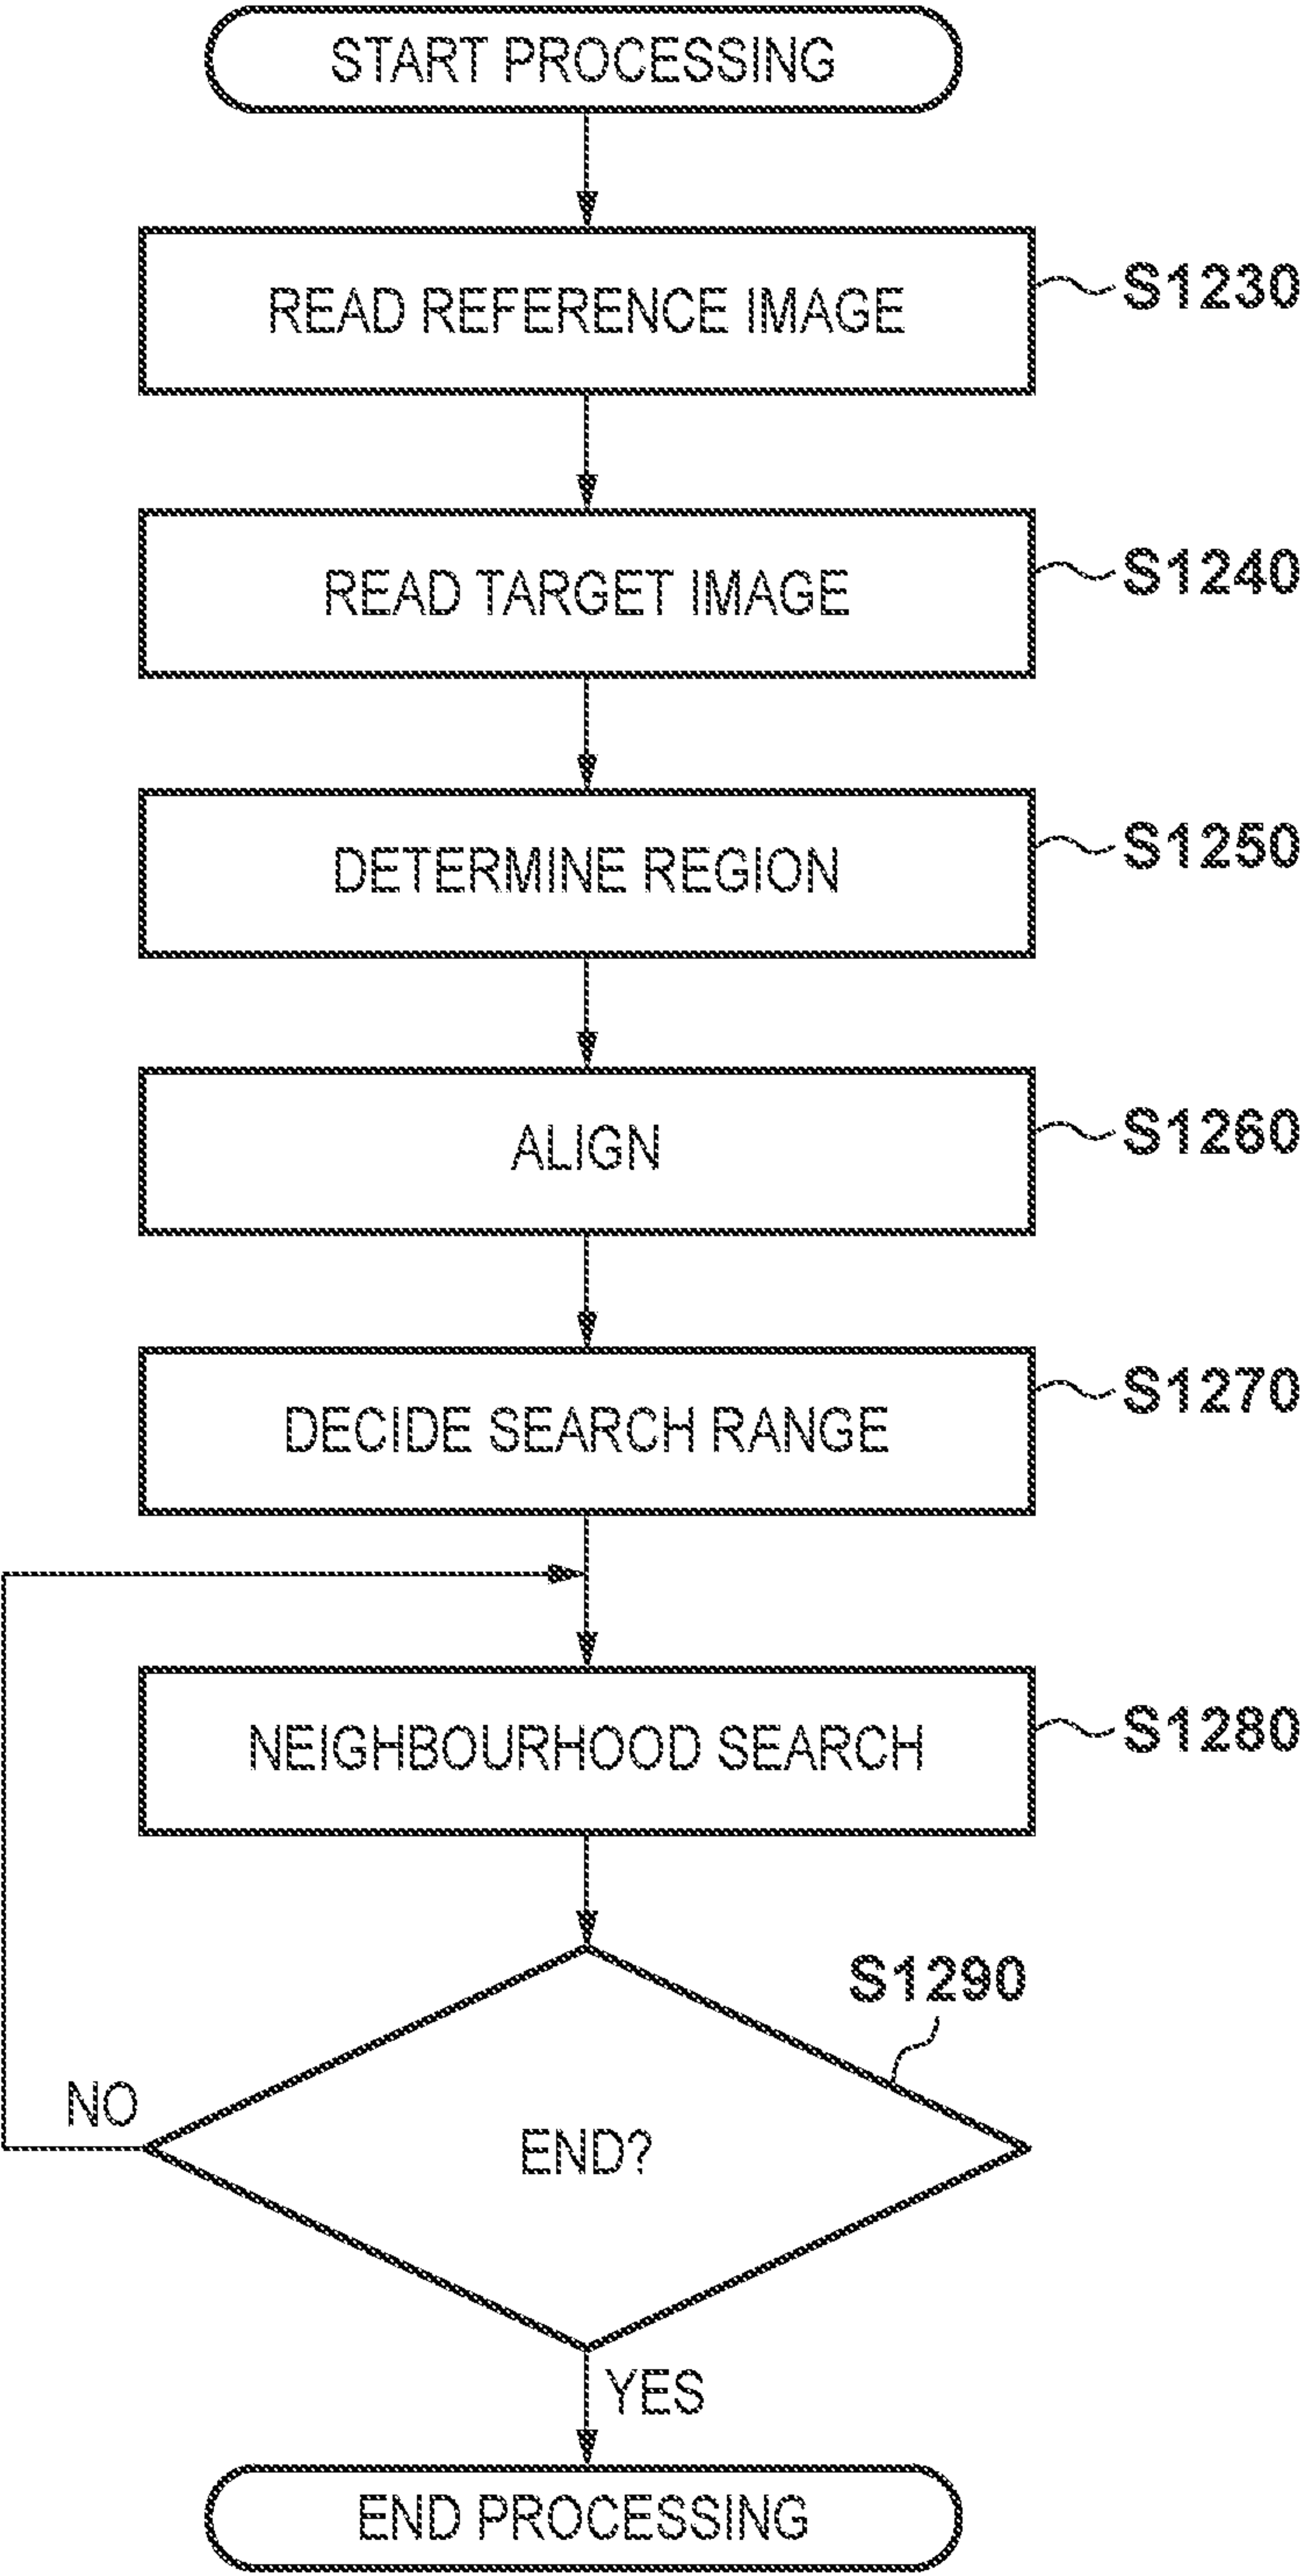 START PROCESSING
READ REFERENCE IMAGE
S1230
READ TARGET IMAGE
S1240
DETERMINE REGION
S1250
ALIGN
S1260
DECIDE SEARCH RANGE
S1270
NEIGHBOURHOOD SEARCH
S1280
S1290
NO
END?
YES
END PROCESSING